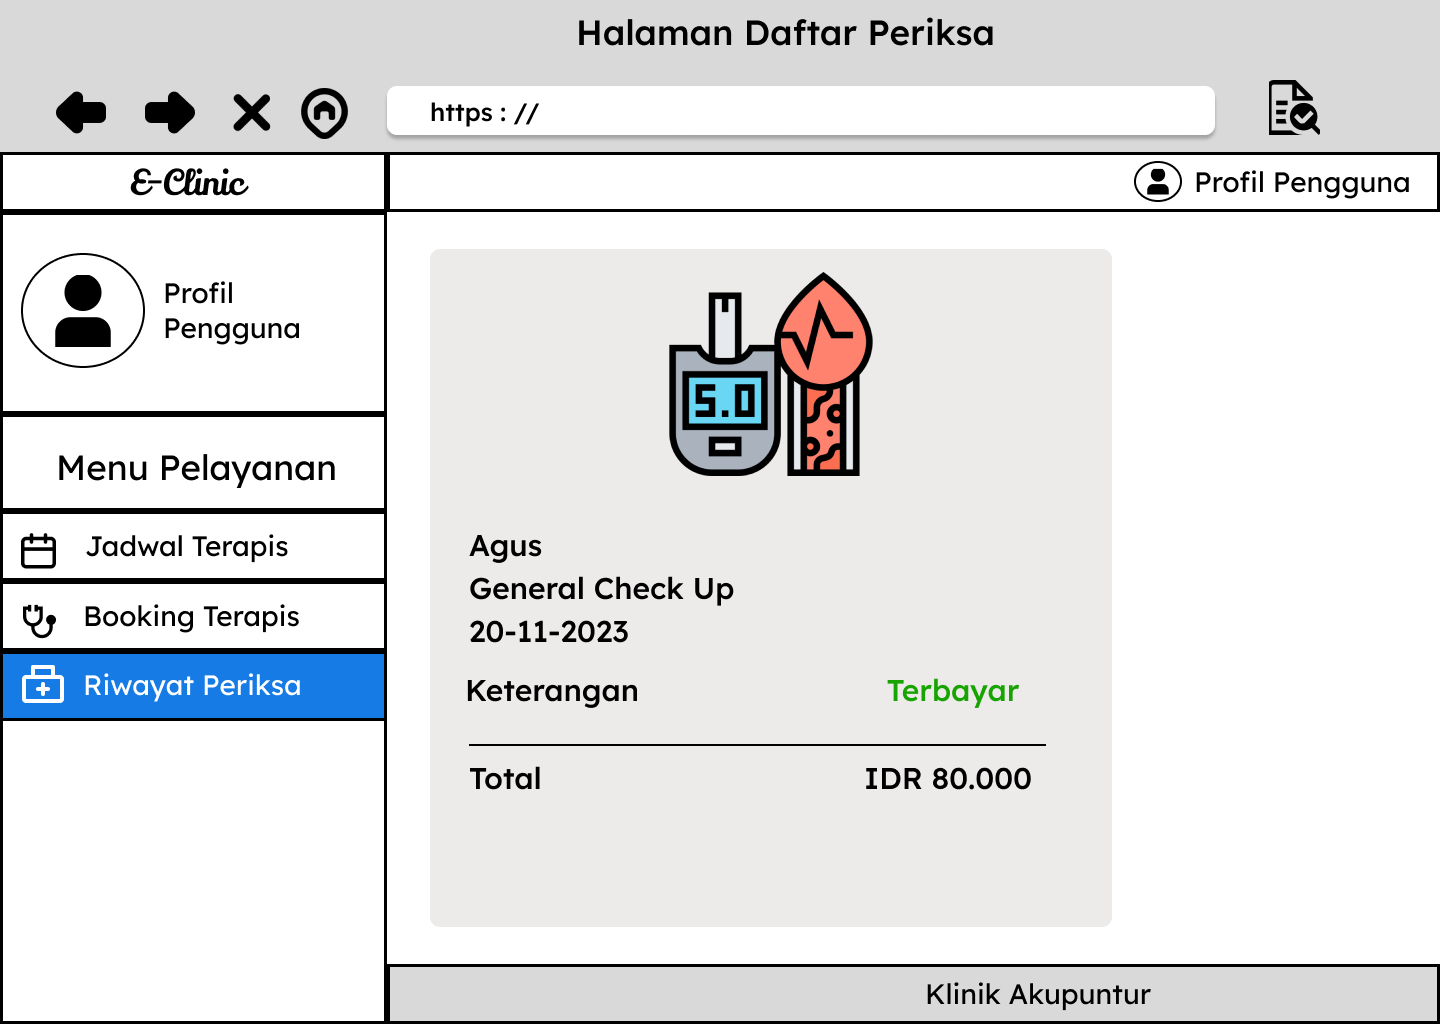 Halaman Daftar Periksa
https : //
E-Clinic
Profil Pengguna
Profil
Pengguna
Menu Pelayanan
Jadwal Terapis
Booking Terapis
Riwayat Periksa
5.0
Agus
General Check Up
20-11-2023
Keterangan Terbayar
Total IDR 80.000
Klinik Akupuntur